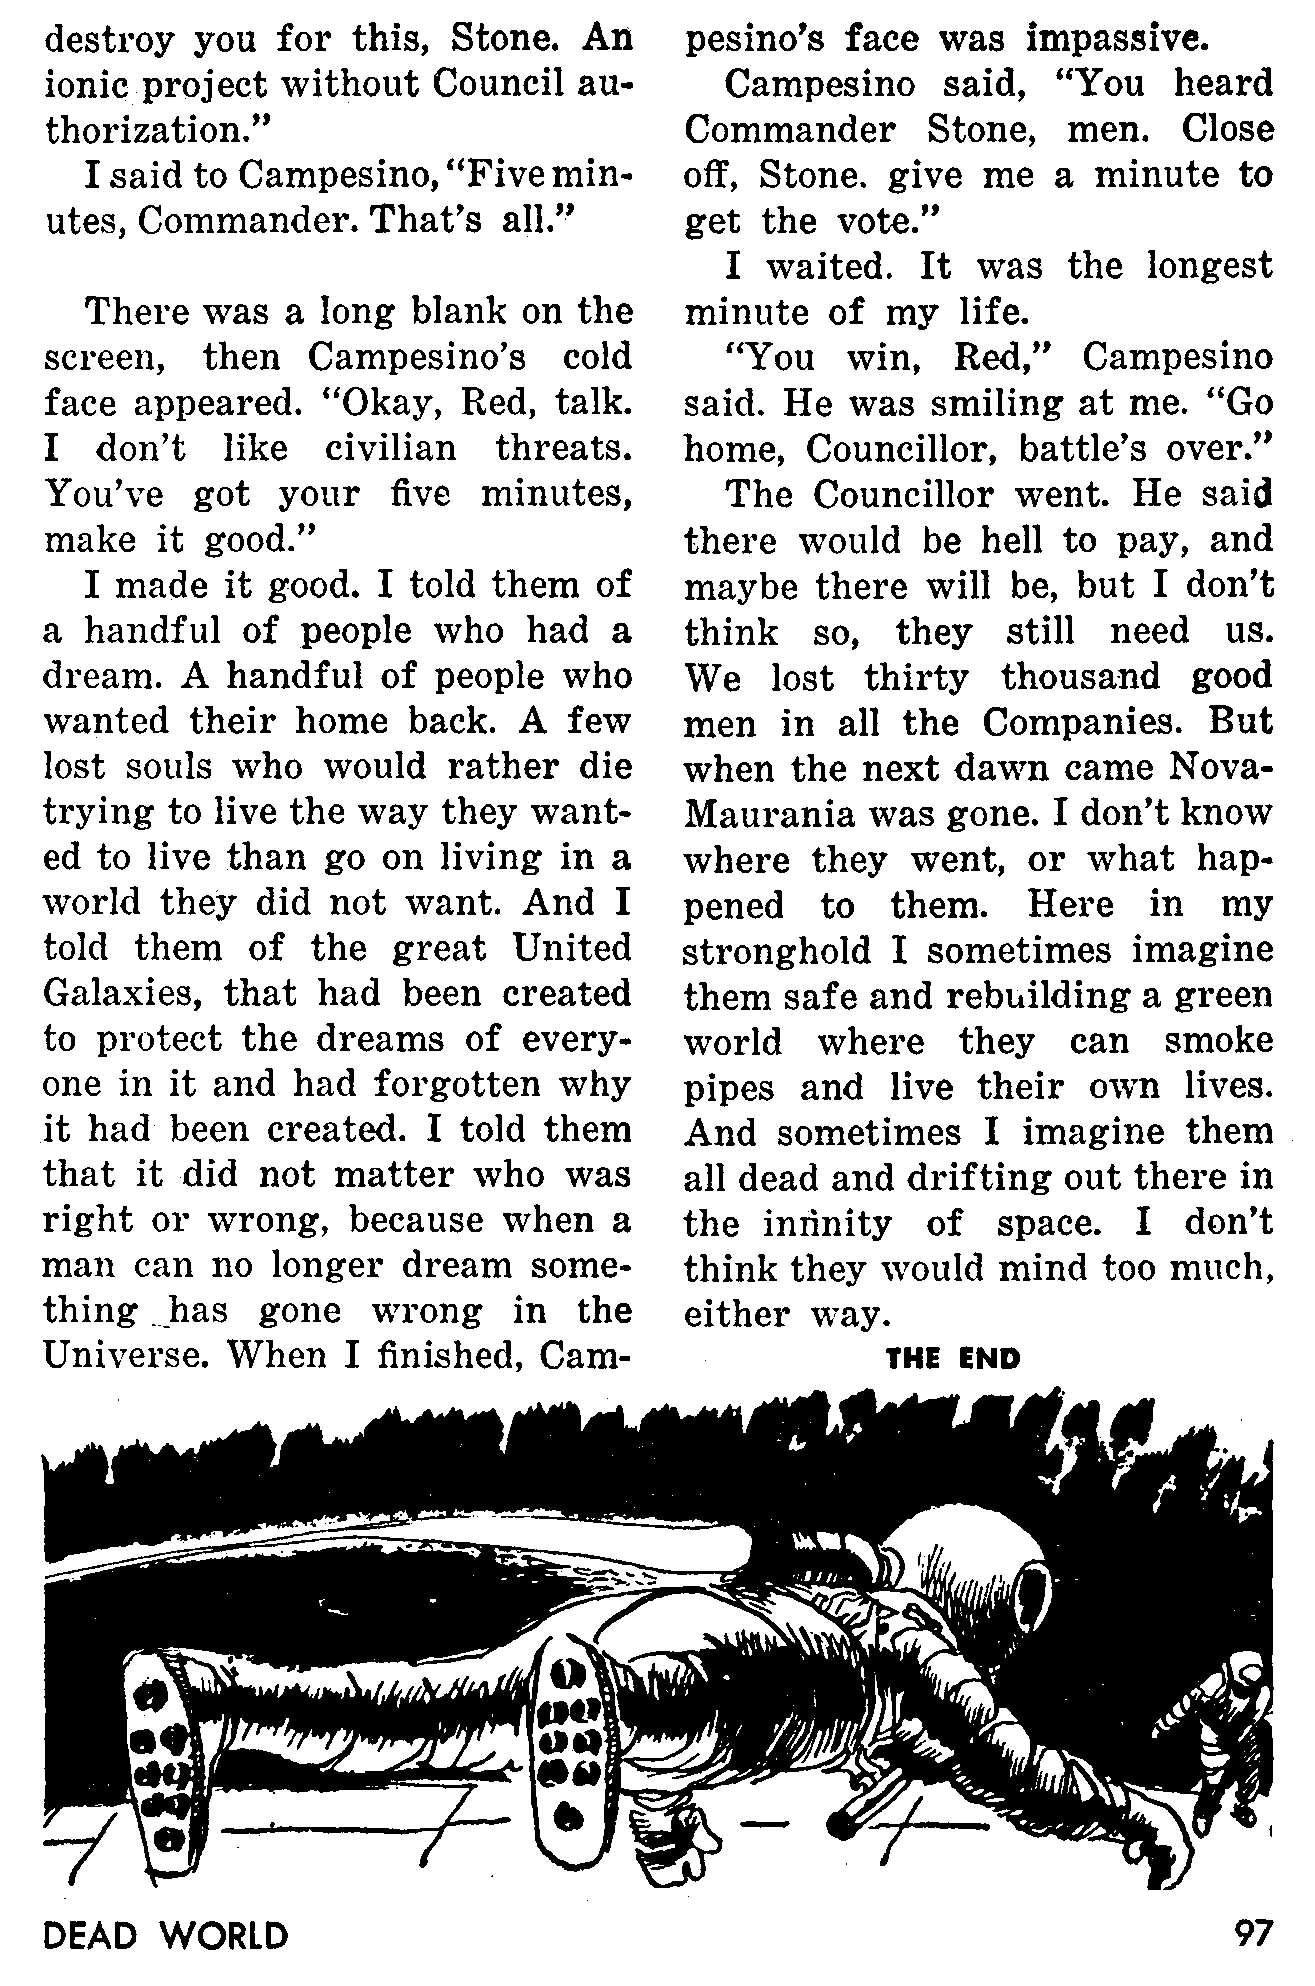 destroy you for this, Stone. An
ionic project without Council au-
thorization."
I said to Campesino, "Five min-
utes, Commander. That's all."
There was a long blank on the
screen, then Campesino's cold
face appeared. "Okay, Red, talk.
I don't like civilian threats.
You've got your five minutes,
make it good."
I made it good. I told them of
a handful of people who had a
dream. A handful of people who
wanted their home back. A few
lost souls who would rather die
trying to live the way they want-
ed to live than go on living in a
world they did not want. And I
told them of the great United
Galaxies, that had been created
to protect the dreams of every-
one in it and had forgotten why
it had been created. I told them
that it did not matter who was
right or wrong, because when a
man can no longer dream some-
thing has gone wrong in the
Universe. When I finished, Cam-
pesino's face was impassive.
Campesino said, "You heard
Commander Stone, men. Close
off, Stone. give me a minute to
get the vote."
I waited. It was the longest
minute of my life.
"You win, Red," Campesino
said. He was smiling at me. "Go
home, Councillor, battle's over."
The Councillor went. He said
there would be hell to pay, and
maybe there will be, but I don't
think so, they still need us.
We lost thirty thousand good
men in all the Companies. But
when the next dawn came Nova-
Maurania was gone. I don't know
where they went, or what hap-
pened to them. Here in my
stronghold I sometimes imagine
them safe and rebuilding a green
world where they can smoke
pipes and live their own lives.
And sometimes I imagine them
all dead and drifting out there in
the infinity of space. I don't
think they would mind too much,
either way.
THE END
DEAD WORLD
97